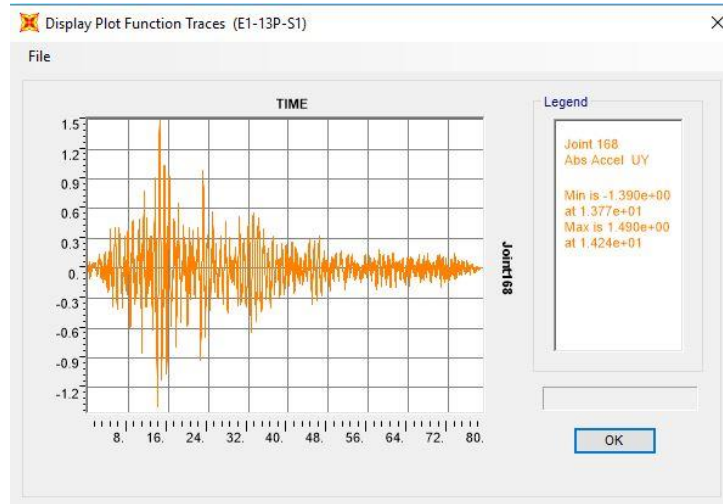 Display Plot Function Traces (E1-13P-S1)
File
TIME
1.5
1.2
0.9
0.6
0.3
0.
-0.3
-0.6
-0.9
-1.2
8. 16. 24. 32. 40. 48. 56. 64. 72. 80.
Joint168
Legend
Joint 168
Abs Accel UY
Min is -1.390e+00
at 1.377e+01
Max is 1.490e+00
at 1.424e+01
OK